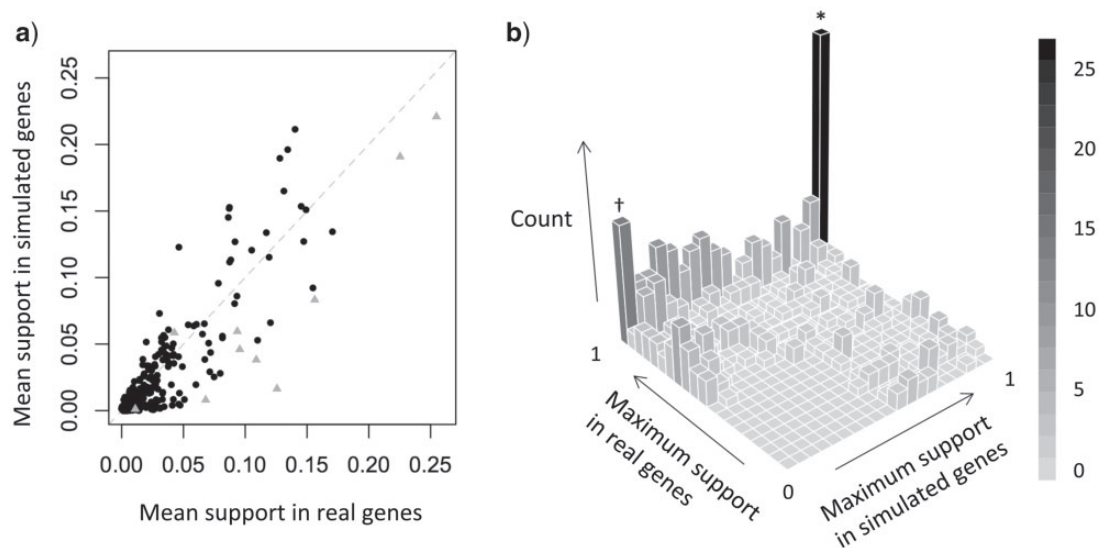 a)
Mean support in simulated genes
0.25
0.20
0.15
0.10
0.05
0.00
0.00 0.05 0.10 0.15 0.20 0.25
Mean support in real genes
b)
*
†
Count
1
Maximum support
in real genes
0
Maximum support
in simulated genes
1
25
20
15
10
5
0